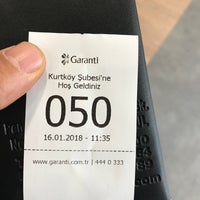 Garanti
Kurtköy Şubesi'ne
Hoş Geldiniz
050
16.01.2018 - 11:35
www.garanti.com.tr | 444 0 333